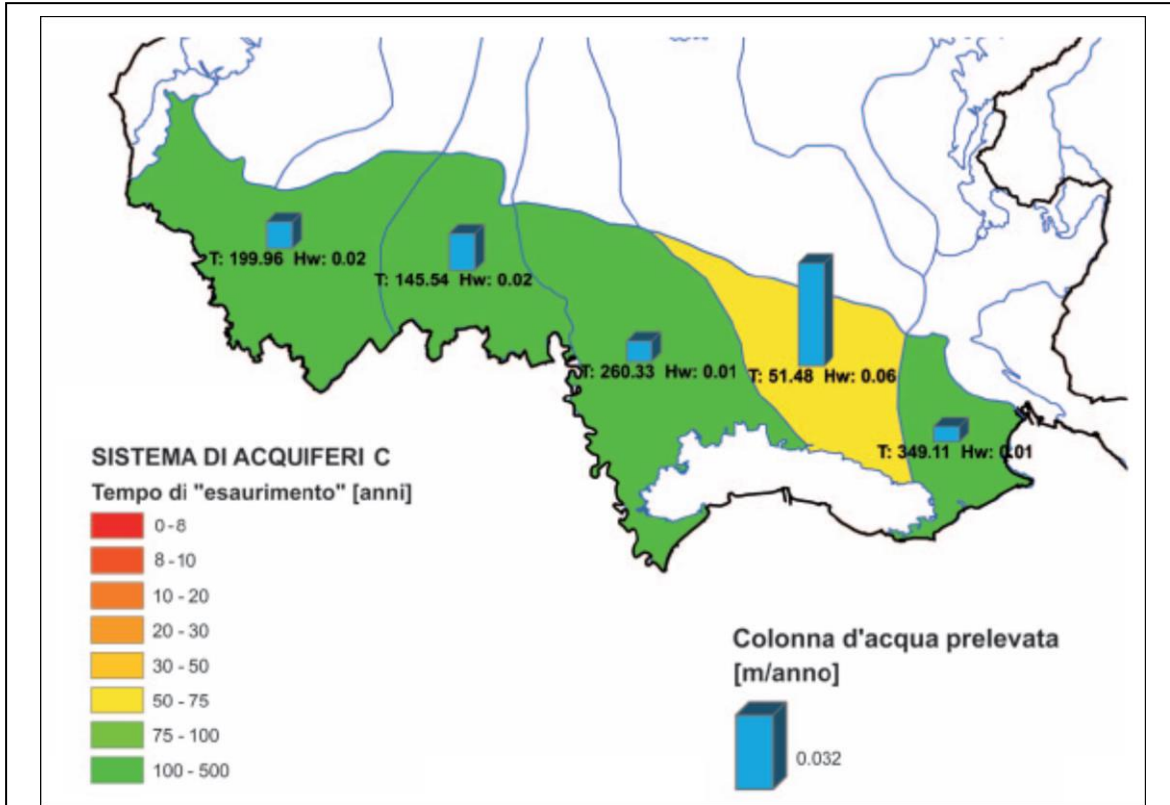 T: 199.96 Hw: 0.02
T: 145.54 Hw: 0.02
T: 260.33 Hw: 0.01
T: 51.48 Hw: 0.06
T: 349.11 Hw: 0.01
SISTEMA DI ACQUIFERI C
Tempo di "esaurimento" [anni]
0 - 8
8 - 10
10 - 20
20 - 30
30 - 50
50 - 75
75 - 100
100 - 500
Colonna d'acqua prelevata
[m/anno]
0.032